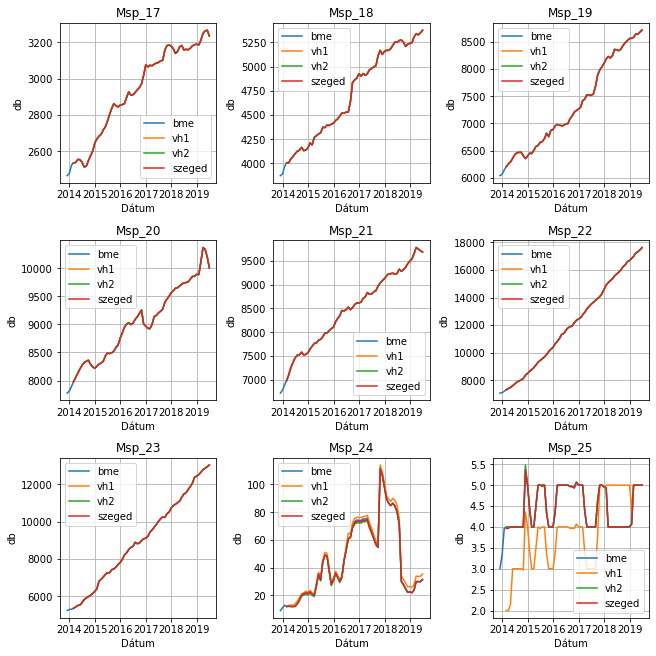 Msp_17
3200
3000
2800
2600
db
bme
vh1
vh2
szeged
2014 2015 2016 2017 2018 2019
Dátum
Msp_18
5250
5000
4750
4500
4250
4000
db
bme
vh1
vh2
szeged
2014 2015 2016 2017 2018 2019
Dátum
Msp_19
8500
8000
7500
7000
6500
6000
db
bme
vh1
vh2
szeged
2014 2015 2016 2017 2018 2019
Dátum
Msp_20
10000
9500
9000
8500
8000
db
bme
vh1
vh2
szeged
2014 2015 2016 2017 2018 2019
Dátum
Msp_21
9500
9000
8500
8000
7500
7000
db
bme
vh1
vh2
szeged
2014 2015 2016 2017 2018 2019
Dátum
Msp_22
18000
16000
14000
12000
10000
8000
db
bme
vh1
vh2
szeged
2014 2015 2016 2017 2018 2019
Dátum
Msp_23
12000
10000
8000
6000
db
bme
vh1
vh2
szeged
2014 2015 2016 2017 2018 2019
Dátum
Msp_24
100
80
60
40
20
db
bme
vh1
vh2
szeged
2014 2015 2016 2017 2018 2019
Dátum
Msp_25
5.5
5.0
4.5
4.0
3.5
3.0
2.5
2.0
db
bme
vh1
vh2
szeged
2014 2015 2016 2017 2018 2019
Dátum